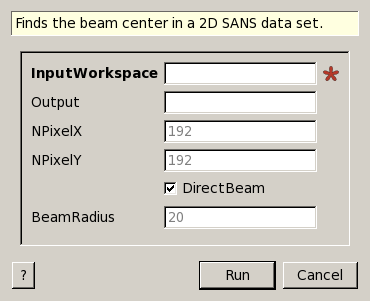 Finds the beam center in a 2D SANS data set.
InputWorkspace *
Output
NPixelX 192
NPixelY 192
DirectBeam
BeamRadius 20
? Run Cancel